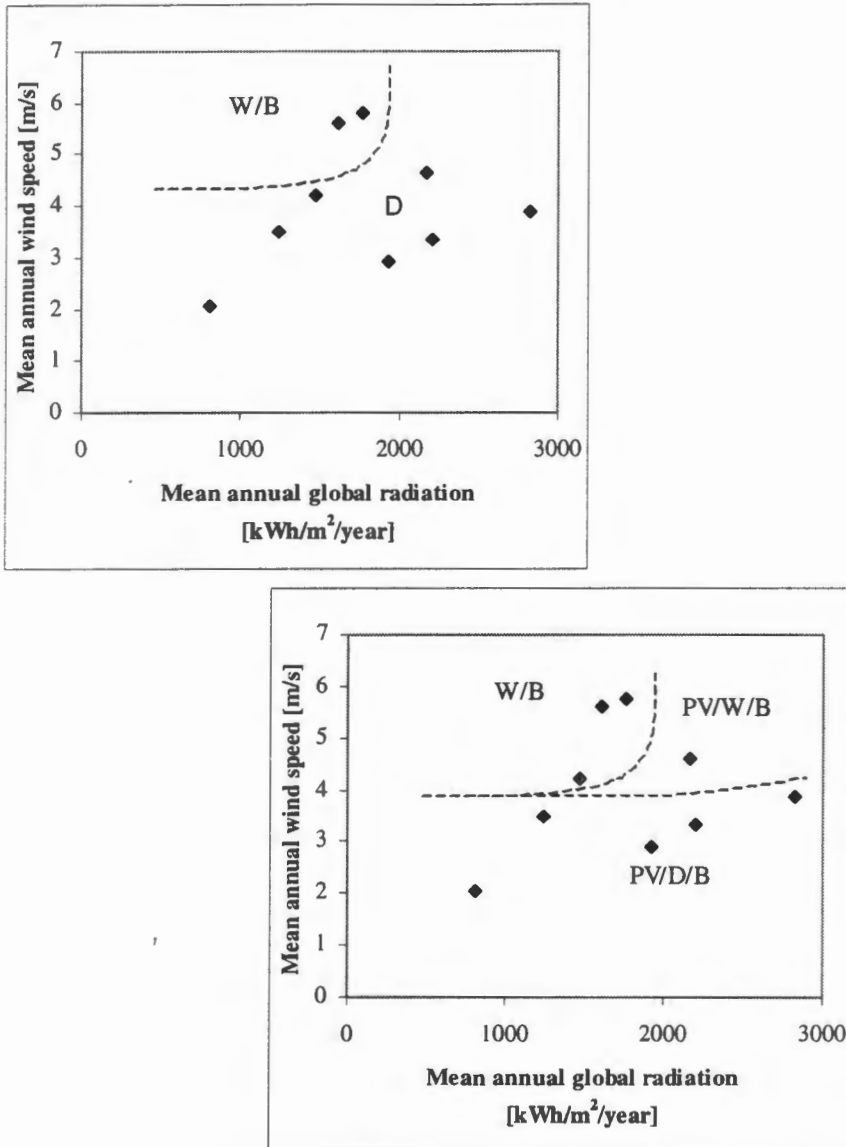 Mean annual wind speed [m/s]
7
6
5
4
3
2
1
0
W/B
D
0 1000 2000 3000
Mean annual global radiation
[kWh/m²/year]
Mean annual wind speed [m/s]
7
6
5
4
3
2
1
0
W/B
PV/W/B
PV/D/B
0 1000 2000 3000
Mean annual global radiation
[kWh/m²/year]